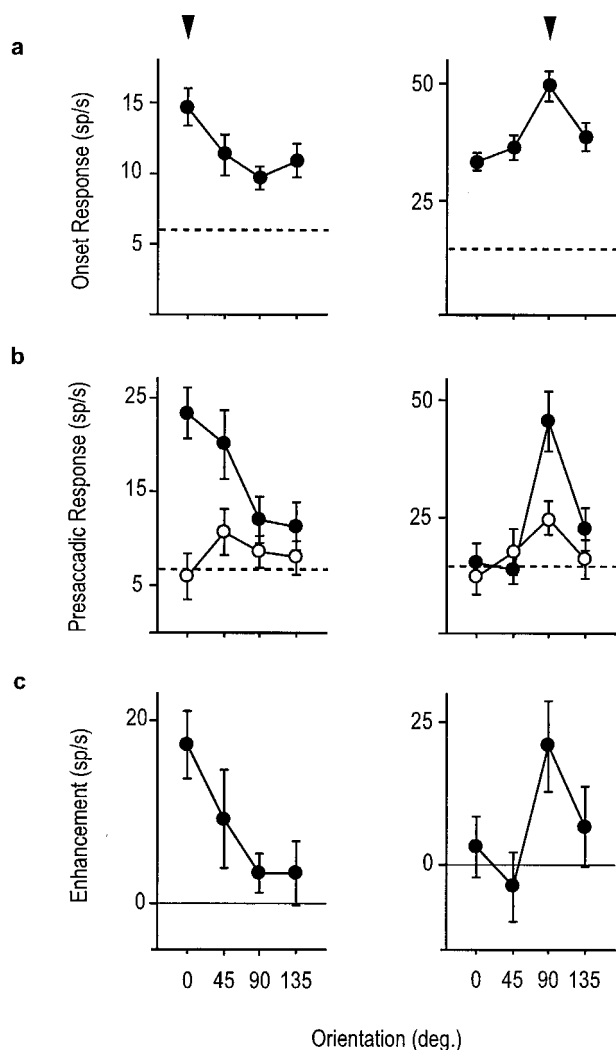 a
Onset Response (sp/s)
15
10
5
50
25
b
Presaccadic Response (sp/s)
25
15
5
50
25
c
Enhancement (sp/s)
20
0
25
0
0 45 90 135
0 45 90 135
Orientation (deg.)